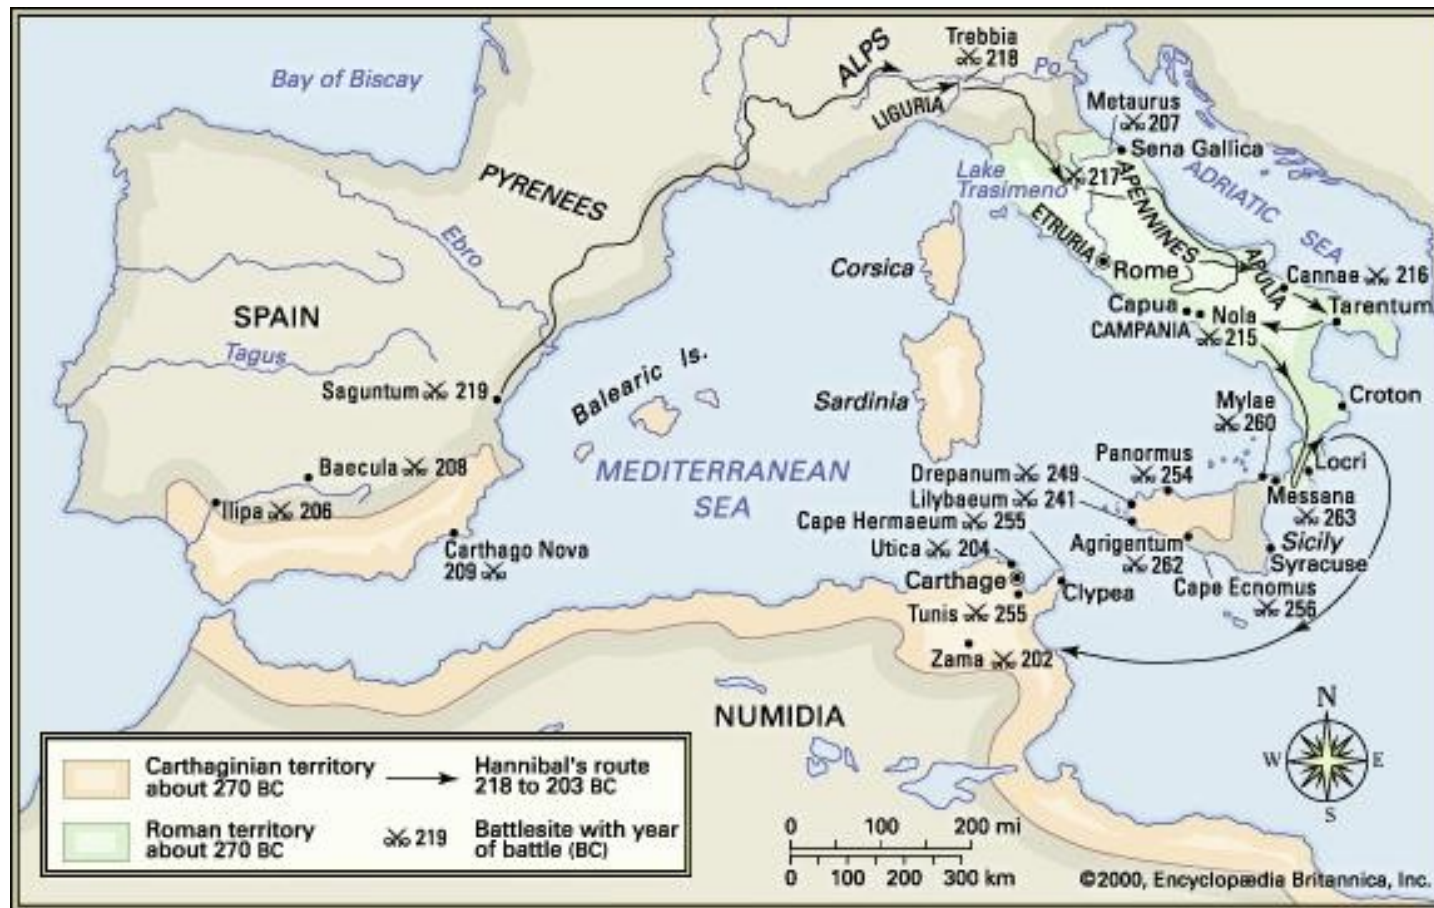 Bay of Biscay
ALPS
Trebbia
218
Po
LIGURIA
Metaurus
207
Sena Gallica
PYRENEES
Lake
Trasimeno
217
APENNINES
ADRIATIC
SEA
Ebro
ETRURIA
Rome
APULIA
Cannae 216
Corsica
Capua
Nola
Tarentum
CAMPANIA 215
SPAIN
Tagus
Saguntum 219
Balearic Is.
Sardinia
Croton
Mylae
260
Baecula 208
MEDITERRANEAN
SEA
Panormus
254
Drepanum 249
Lilybaeum 241
Locri
Messana
263
Ilipa 206
Cape Hermaeum 255
Carthago Nova
209
Utica 204
Agrigentum
262
Sicily
Syracuse
Carthage
Clypea
Cape Ecnomus
256
Tunis 255
Zama 202
NUMIDIA
N
W E
S
Carthaginian territory
about 270 BC
Hannibal's route
218 to 203 BC
Roman territory
about 270 BC
219
Battlesite with year
of battle (BC)
0 100 200 mi
0 100 200 300 km
©2000, Encyclopædia Britannica, Inc.